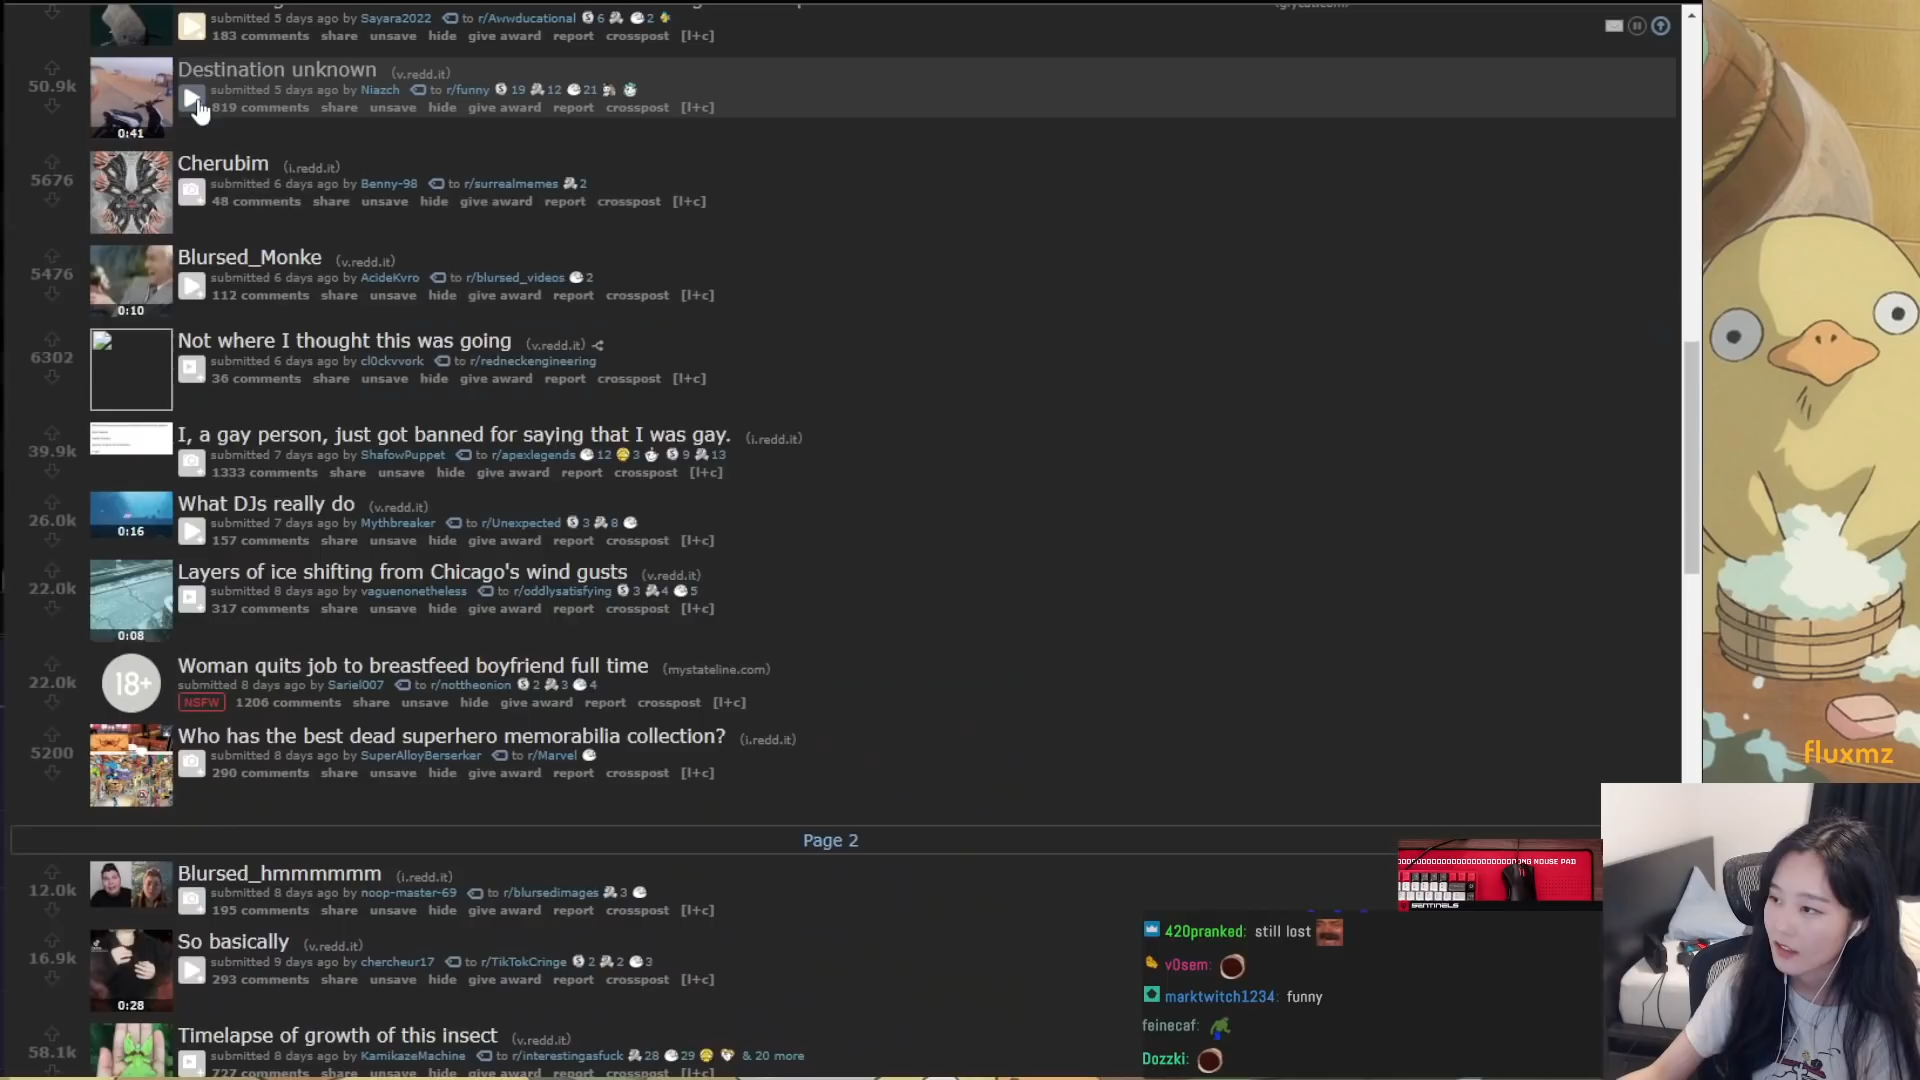 submitted 5 days ago by Sayara2022 to r/Awwducational 6 2
183 comments share unsave hide give award report crosspost [l+c]
50.9k
Destination unknown (v.redd.it)
submitted 5 days ago by Niazch to r/funny 19 12 21
819 comments share unsave hide give award report crosspost [l+c]
0:41
5676
Cherubim (i.redd.it)
submitted 6 days ago by Benny-98 to r/surrealmemes 2
48 comments share unsave hide give award report crosspost [l+c]
5476
Blursed_Monke (v.redd.it)
submitted 6 days ago by AcideKvro to r/blursed_videos 2
112 comments share unsave hide give award report crosspost [l+c]
0:10
6302
Not where I thought this was going (v.redd.it)
submitted 6 days ago by cl0ckvvork to r/redneckengineering
36 comments share unsave hide give award report crosspost [l+c]
39.9k
I, a gay person, just got banned for saying that I was gay. (i.redd.it)
submitted 7 days ago by ShafowPuppet to r/apexlegends 12 3 9 13
1333 comments share unsave hide give award report crosspost [l+c]
26.0k
What DJs really do (v.redd.it)
submitted 7 days ago by Mythbreaker to r/Unexpected 3 8
157 comments share unsave hide give award report crosspost [l+c]
0:16
22.0k
Layers of ice shifting from Chicago's wind gusts (v.redd.it)
submitted 8 days ago by vaguenonetheless to r/oddlysatisfying 3 4 5
317 comments share unsave hide give award report crosspost [l+c]
0:08
22.0k
18+
Woman quits job to breastfeed boyfriend full time (mystateline.com)
submitted 8 days ago by Sariel007 to r/nottheonion 2 3 4
NSFW 1206 comments share unsave hide give award report crosspost [l+c]
5200
Who has the best dead superhero memorabilia collection? (i.redd.it)
submitted 8 days ago by SuperAlloyBerserker to r/Marvel
290 comments share unsave hide give award report crosspost [l+c]
Page 2
12.0k
Blursed_hmmmmmm (i.redd.it)
submitted 8 days ago by noop-master-69 to r/blursedimages 3
195 comments share unsave hide give award report crosspost [l+c]
16.9k
So basically (v.redd.it)
submitted 9 days ago by chercheur17 to r/TikTokCringe 2 2 3
293 comments share unsave hide give award report crosspost [l+c]
0:28
58.1k
Timelapse of growth of this insect (v.redd.it)
submitted 8 days ago by KamikazeMachine to r/interestingasfuck 28 29 & 20 more
727 comments share unsave hide give award report crosspost [l+c]
fluxmz
MOUSE PAD
SENTINELS
420pranked: still lost
v0sem:
marktwitch1234: funny
feinecaf:
Dozzki: